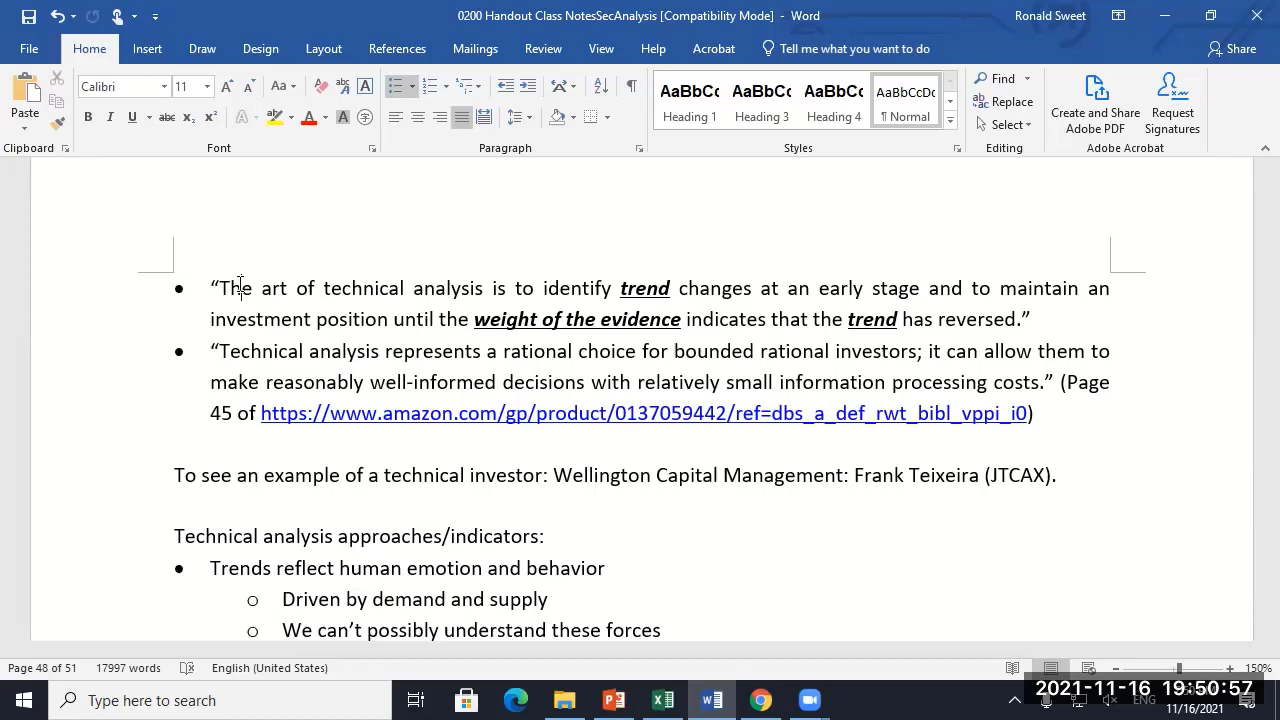 0200 Handout Class NotesSecAnalysis [Compatibility Mode] - Word
Ronald Sweet
File Home Insert Draw Design Layout References Mailings Review View Help Acrobat Tell me what you want to do Share
Paste
Clipboard
Calibri 11
Aa
B I U abc x₂ x² A A A
Font
Paragraph
AaBbCc AaBbCc AaBbCc AaBbCcDc
Heading 1 Heading 3 Heading 4 ¶ Normal
Styles
Find
Replace
Select
Editing
Create and Share Adobe PDF
Request Signatures
Adobe Acrobat
• “The art of technical analysis is to identify trend changes at an early stage and to maintain an
investment position until the weight of the evidence indicates that the trend has reversed.”
• “Technical analysis represents a rational choice for bounded rational investors; it can allow them to
make reasonably well-informed decisions with relatively small information processing costs.” (Page
45 of https://www.amazon.com/gp/product/0137059442/ref=dbs_a_def_rwt_bibl_vppi_i0)
To see an example of a technical investor: Wellington Capital Management: Frank Teixeira (JTCAX).
Technical analysis approaches/indicators:
• Trends reflect human emotion and behavior
o Driven by demand and supply
o We can’t possibly understand these forces
Page 48 of 51 17997 words English (United States) 150%
Type here to search
2021-11-16 19:50:57
ENG
11/16/2021